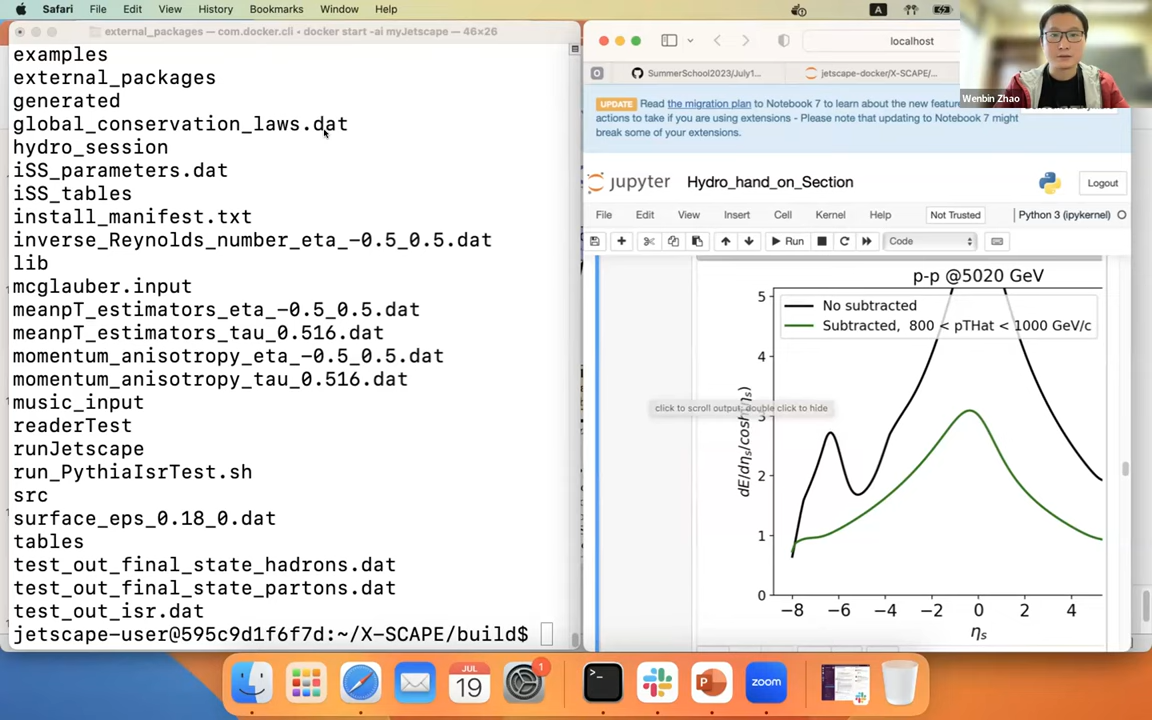 Safari File Edit View History Bookmarks Window Help
A
external_packages — com.docker.cli • docker start -ai myJetscape — 46×26
examples
external_packages
generated
global_conservation_laws.dat
hydro_session
iSS_parameters.dat
iSS_tables
install_manifest.txt
inverse_Reynolds_number_eta_-0.5_0.5.dat
lib
mcglauber.input
meanpT_estimators_eta_-0.5_0.5.dat
meanpT_estimators_tau_0.516.dat
momentum_anisotropy_eta_-0.5_0.5.dat
momentum_anisotropy_tau_0.516.dat
music_input
readerTest
runJetscape
run_PythiaIsrTest.sh
src
surface_eps_0.18_0.dat
tables
test_out_final_state_hadrons.dat
test_out_final_state_partons.dat
test_out_isr.dat
jetscape-user@595c9d1f6f7d:~/X-SCAPE/build$
localhost
SummerSchool2023/July1...
jetscape-docker/X-SCAPE/...
Wenbin Zhao
UPDATE Read the migration plan to Notebook 7 to learn about the new featur
actions to take if you are using extensions - Please note that updating to Notebook 7 might
break some of your extensions.
jupyter Hydro_hand_on_Section
Logout
File Edit View Insert Cell Kernel Help
Not Trusted
Python 3 (ipykernel)
Run
Code
p-p @5020 GeV
No subtracted
Subtracted, 800 < pTHat < 1000 GeV/c
click to scroll output; double click to hide
5
4
3
2
1
0
-8 -6 -4 -2 0 2 4
ηs
JUL
19
1
zoom